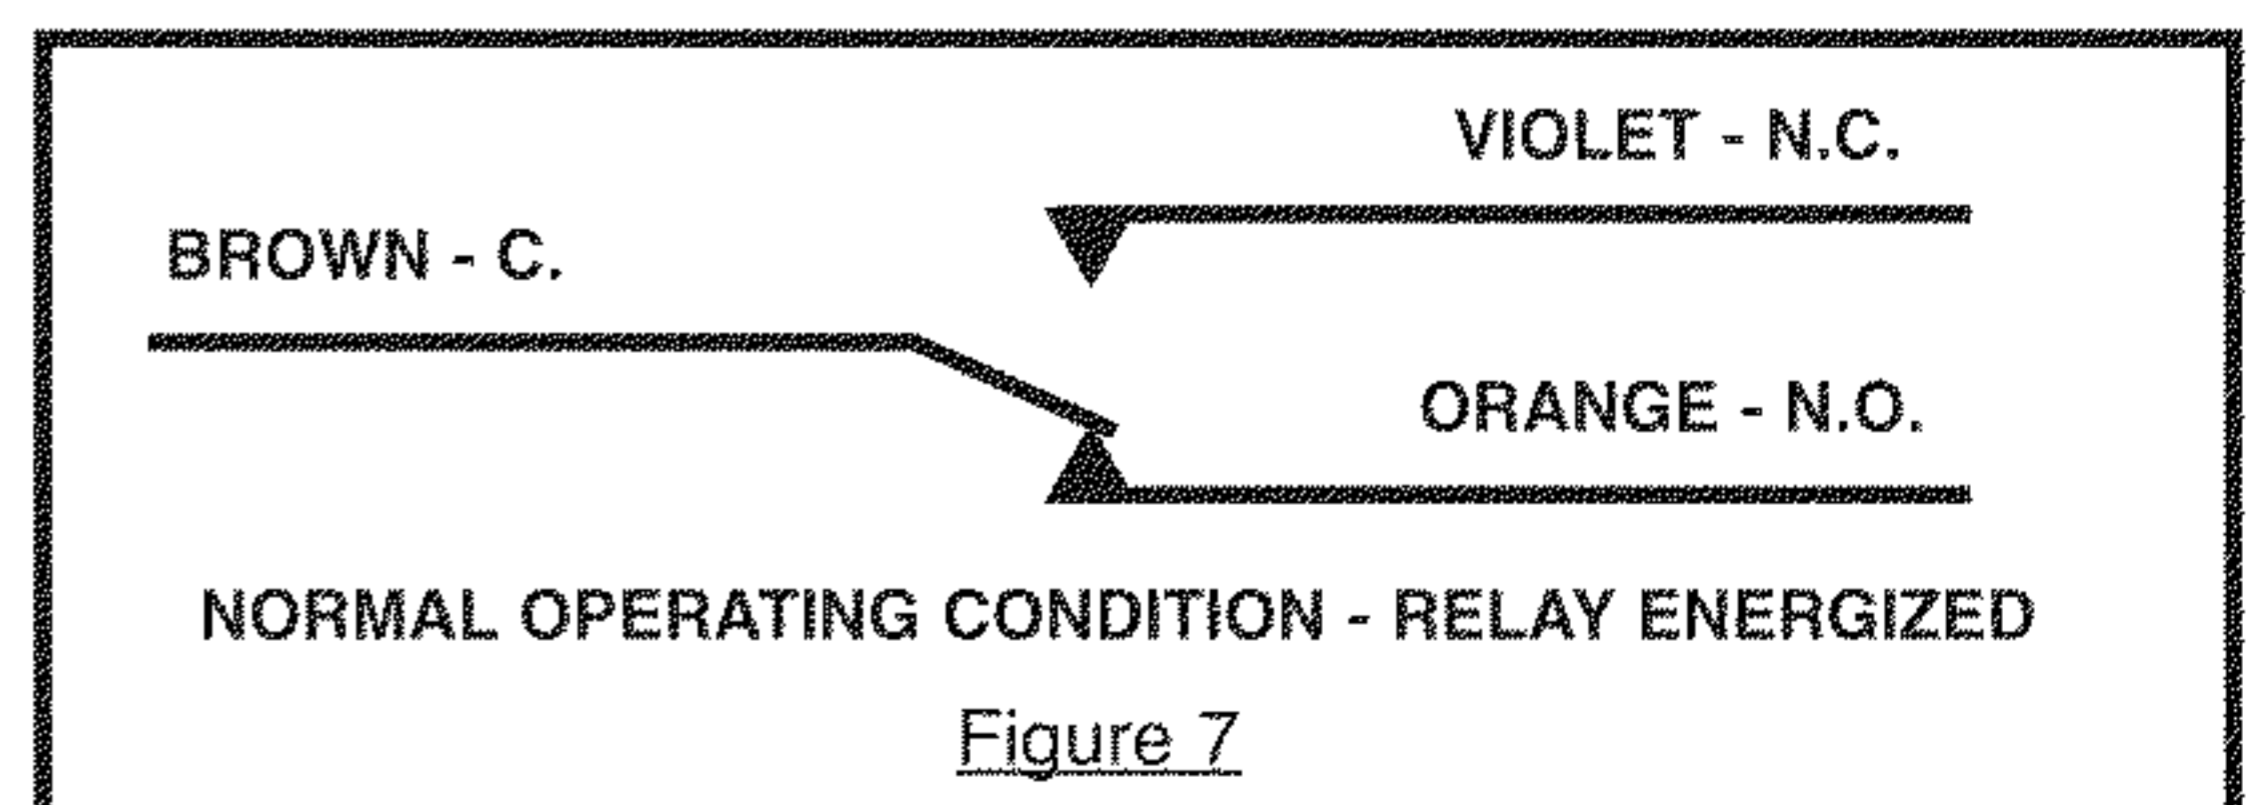 VIOLET - N.C.
BROWN - C.
ORANGE - N.O.
NORMAL OPERATING CONDITION - RELAY ENERGIZED
Figure 7